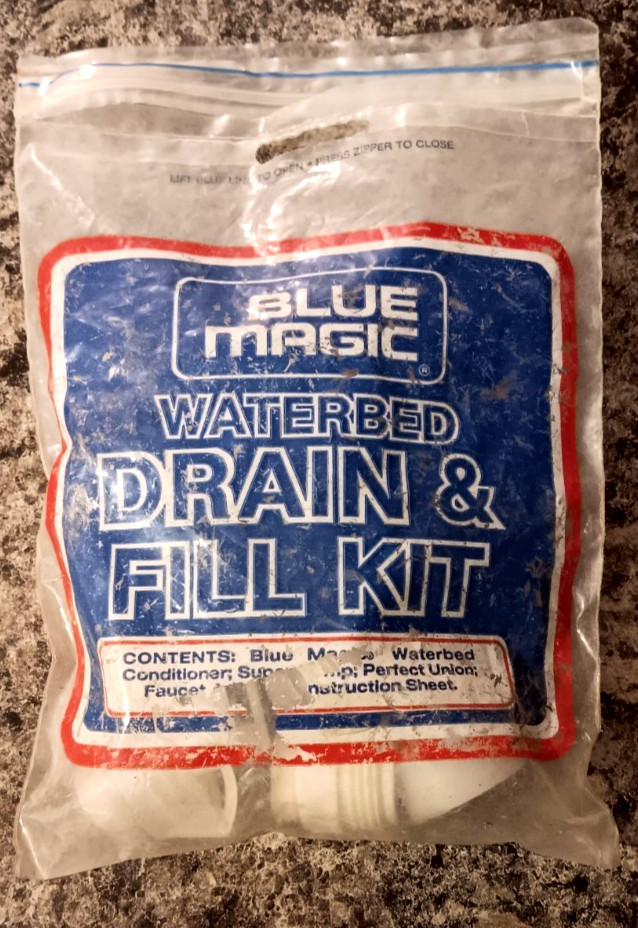 LIFT BLUE LINE TO OPEN • PRESS ZIPPER TO CLOSE
BLUE
MAGIC
®
WATERBED
DRAIN &
FILL KIT
CONTENTS: Blue Waterbed
Conditioner; Perfect Union;
Faucet Sheet.